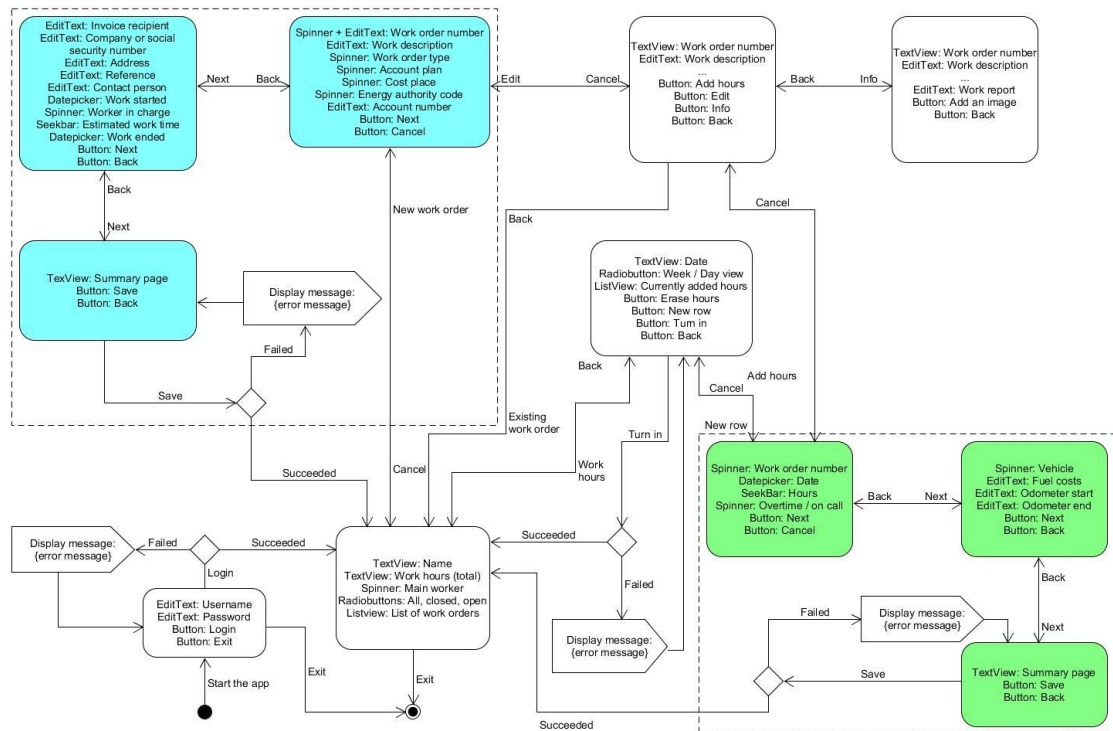 EditText: Invoice recipient
EditText: Company or social
security number
EditText: Address
EditText: Reference
EditText: Contact person
Datepicker: Work started
Spinner: Worker in charge
Seekbar: Estimated work time
Datepicker: Work ended
Button: Next
Button: Back
Next
Back
Spinner + EditText: Work order number
EditText: Work description
Spinner: Work order type
Spinner: Account plan
Spinner: Cost place
Spinner: Energy authority code
EditText: Account number
Button: Next
Button: Cancel
Edit
Cancel
TextView: Work order number
EditText: Work description
...
Button: Add hours
Button: Edit
Button: Info
Button: Back
Back
Info
TextView: Work order number
EditText: Work description
...
EditText: Work report
Button: Add an image
Button: Back
Back
Next
New work order
Back
Cancel
TexView: Summary page
Button: Save
Button: Back
Display message:
{error message}
Failed
Save
Succeeded
TextView: Date
Radiobutton: Week / Day view
ListView: Currently added hours
Button: Erase hours
Button: New row
Button: Turn in
Button: Back
Back
Cancel
Add hours
New row
Existing
work order
Cancel
Work
hours
Turn in
Spinner: Work order number
Datepicker: Date
SeekBar: Hours
Spinner: Overtime / on call
Button: Next
Button: Cancel
Back
Next
Spinner: Vehicle
EditText: Fuel costs
EditText: Odometer start
EditText: Odometer end
Button: Next
Button: Back
Display message:
{error message}
Failed
Succeeded
Login
EditText: Username
EditText: Password
Button: Login
Button: Exit
Start the app
Exit
TextView: Name
TextView: Work hours (total)
Spinner: Main worker
Radiobuttons: All, closed, open
Listview: List of work orders
Exit
Succeeded
Failed
Display message:
{error message}
Back
Next
Failed
Display message:
{error message}
Save
TextView: Summary page
Button: Save
Button: Back
Succeeded